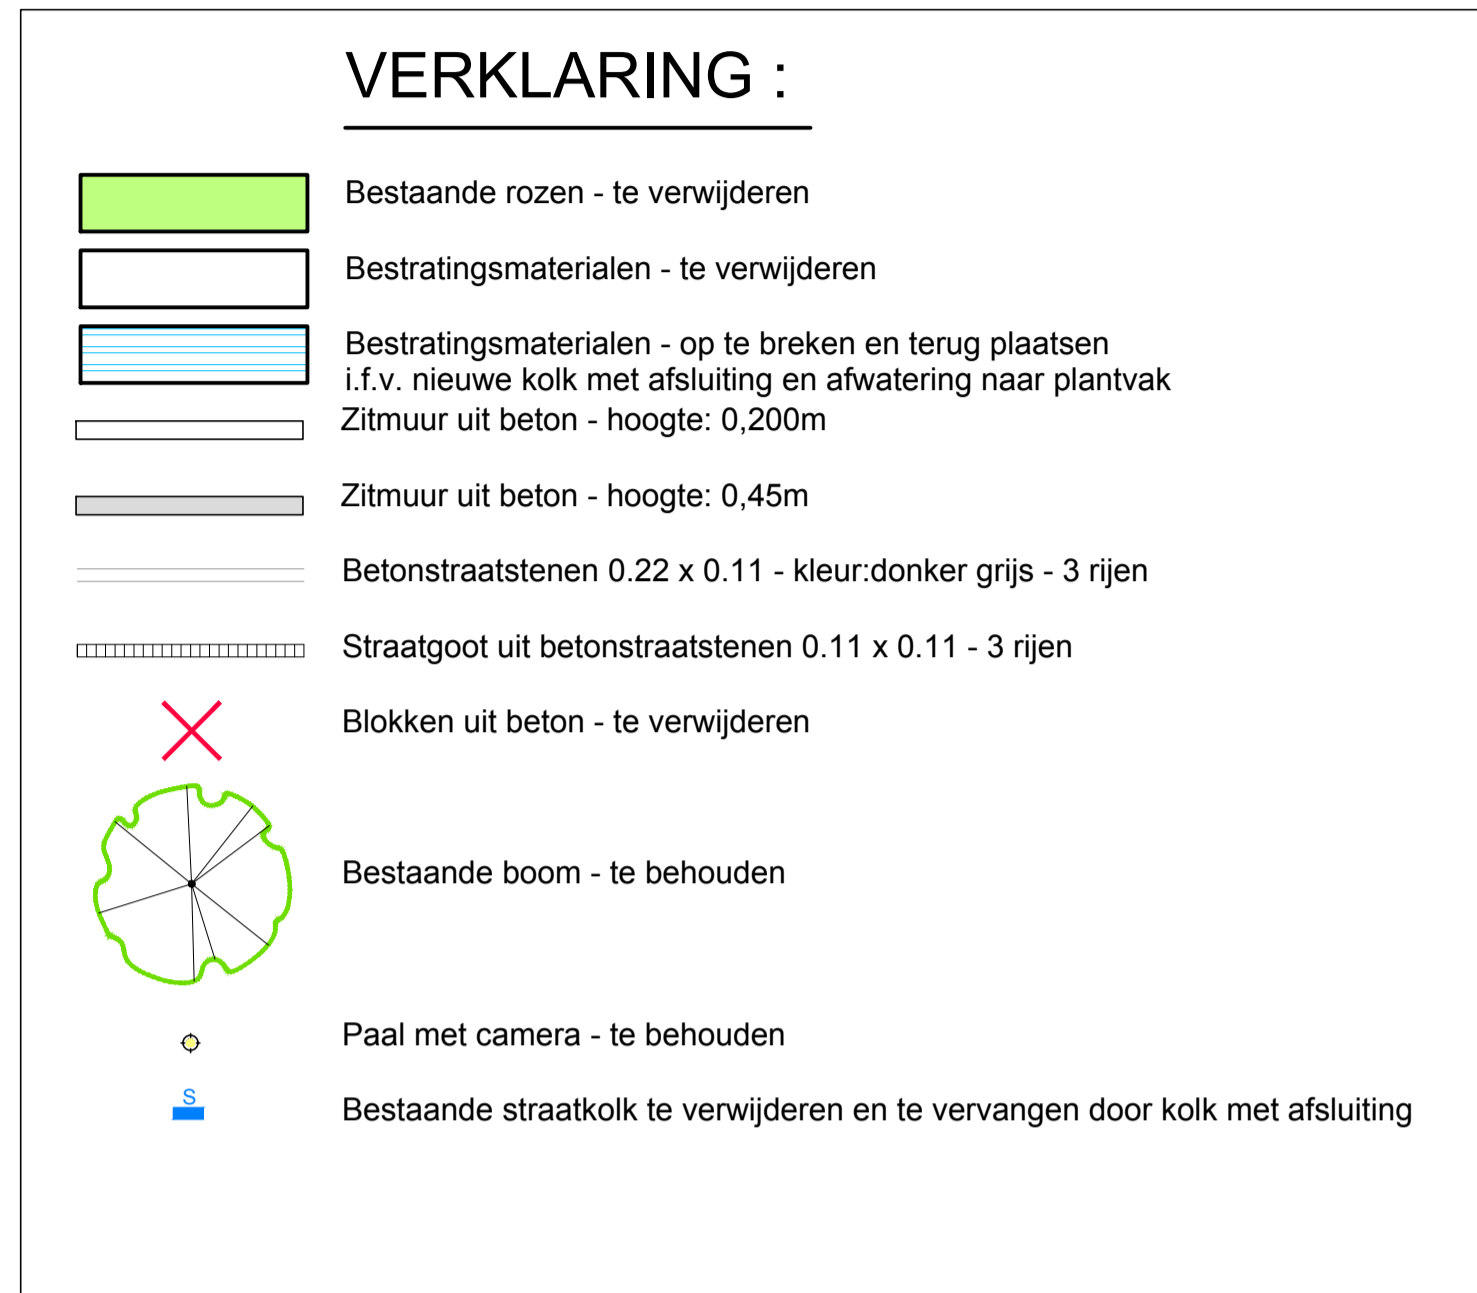 VERKLARING :
Bestaande rozen - te verwijderen
Bestratingsmaterialen - te verwijderen
Bestratingsmaterialen - op te breken en terug plaatsen
i.f.v. nieuwe kolk met afsluiting en afwatering naar plantvak
Zitmuur uit beton - hoogte: 0,200m
Zitmuur uit beton - hoogte: 0,45m
Betonstraatstenen 0.22 x 0.11 - kleur:donker grijs - 3 rijen
Straatgoot uit betonstraatstenen 0.11 x 0.11 - 3 rijen
Blokken uit beton - te verwijderen
Bestaande boom - te behouden
Paal met camera - te behouden
S
Bestaande straatkolk te verwijderen en te vervangen door kolk met afsluiting